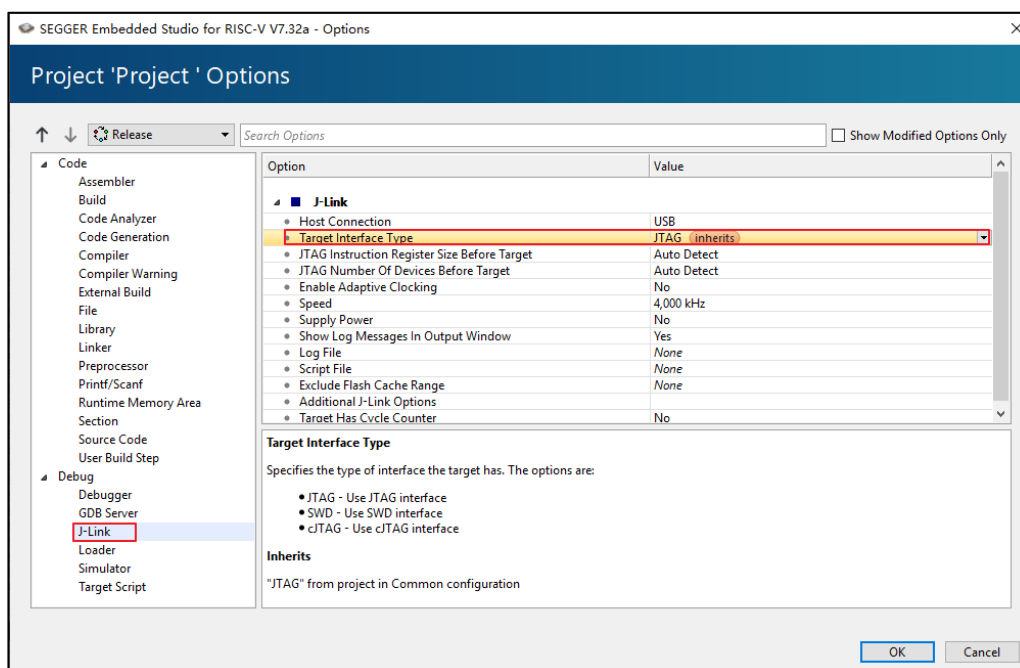 SEGGER Embedded Studio for RISC-V V7.32a - Options
Project 'Project ' Options
Release
Search Options
Show Modified Options Only
Code
Assembler
Build
Code Analyzer
Code Generation
Compiler
Compiler Warning
External Build
File
Library
Linker
Preprocessor
Printf/Scanf
Runtime Memory Area
Section
Source Code
User Build Step
Debug
Debugger
GDB Server
J-Link
Loader
Simulator
Target Script
Option Value
J-Link
Host Connection USB
Target Interface Type JTAG (inherits)
JTAG Instruction Register Size Before Target Auto Detect
JTAG Number Of Devices Before Target Auto Detect
Enable Adaptive Clocking No
Speed 4,000 kHz
Supply Power No
Show Log Messages In Output Window Yes
Log File None
Script File None
Exclude Flash Cache Range None
Additional J-Link Options
Target Has Cycle Counter No
Target Interface Type
Specifies the type of interface the target has. The options are:
• JTAG - Use JTAG interface
• SWD - Use SWD interface
• cJTAG - Use cJTAG interface
Inherits
"JTAG" from project in Common configuration
OK Cancel